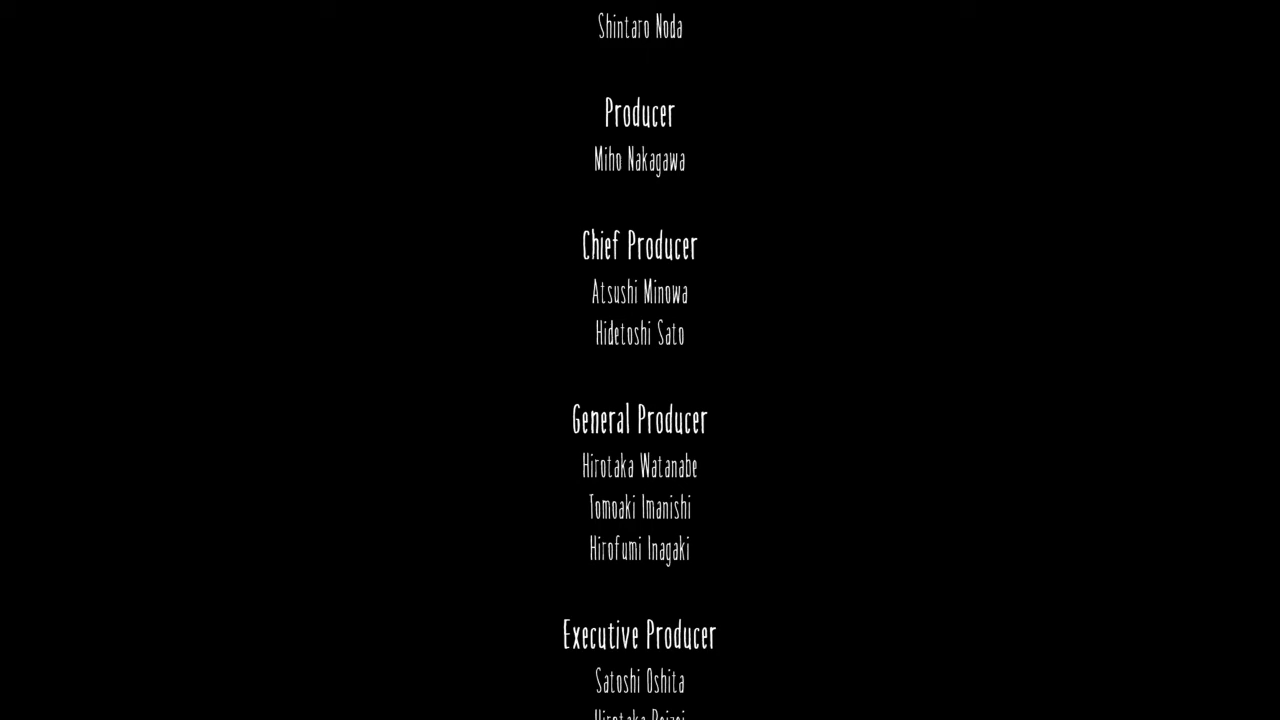 Shintaro Noda
Producer
Miho Nakagawa
Chief Producer
Atsushi Minowa
Hidetoshi Sato
General Producer
Hirotaka Watanabe
Tomoaki Imanishi
Hirofumi Inagaki
Executive Producer
Satoshi Oshita
Hirotaka